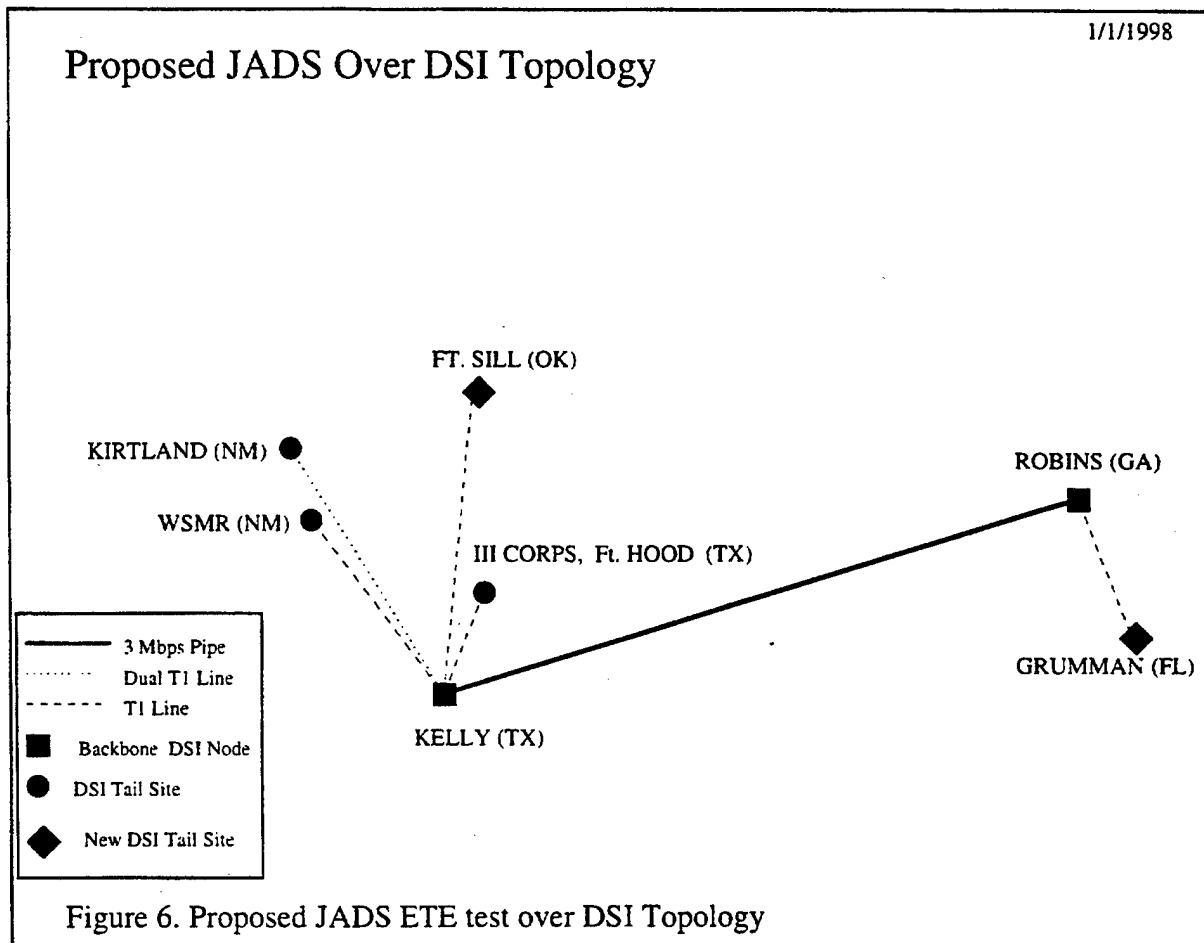 1/1/1998
Proposed JADS Over DSI Topology
FT. SILL (OK)
KIRTLAND (NM)
ROBINS (GA)
WSMR (NM)
III CORPS, Ft. HOOD (TX)
3 Mbps Pipe
Dual T1 Line
T1 Line
GRUMMAN (FL)
KELLY (TX)
Backbone DSI Node
DSI Tail Site
New DSI Tail Site
Figure 6. Proposed JADS ETE test over DSI Topology